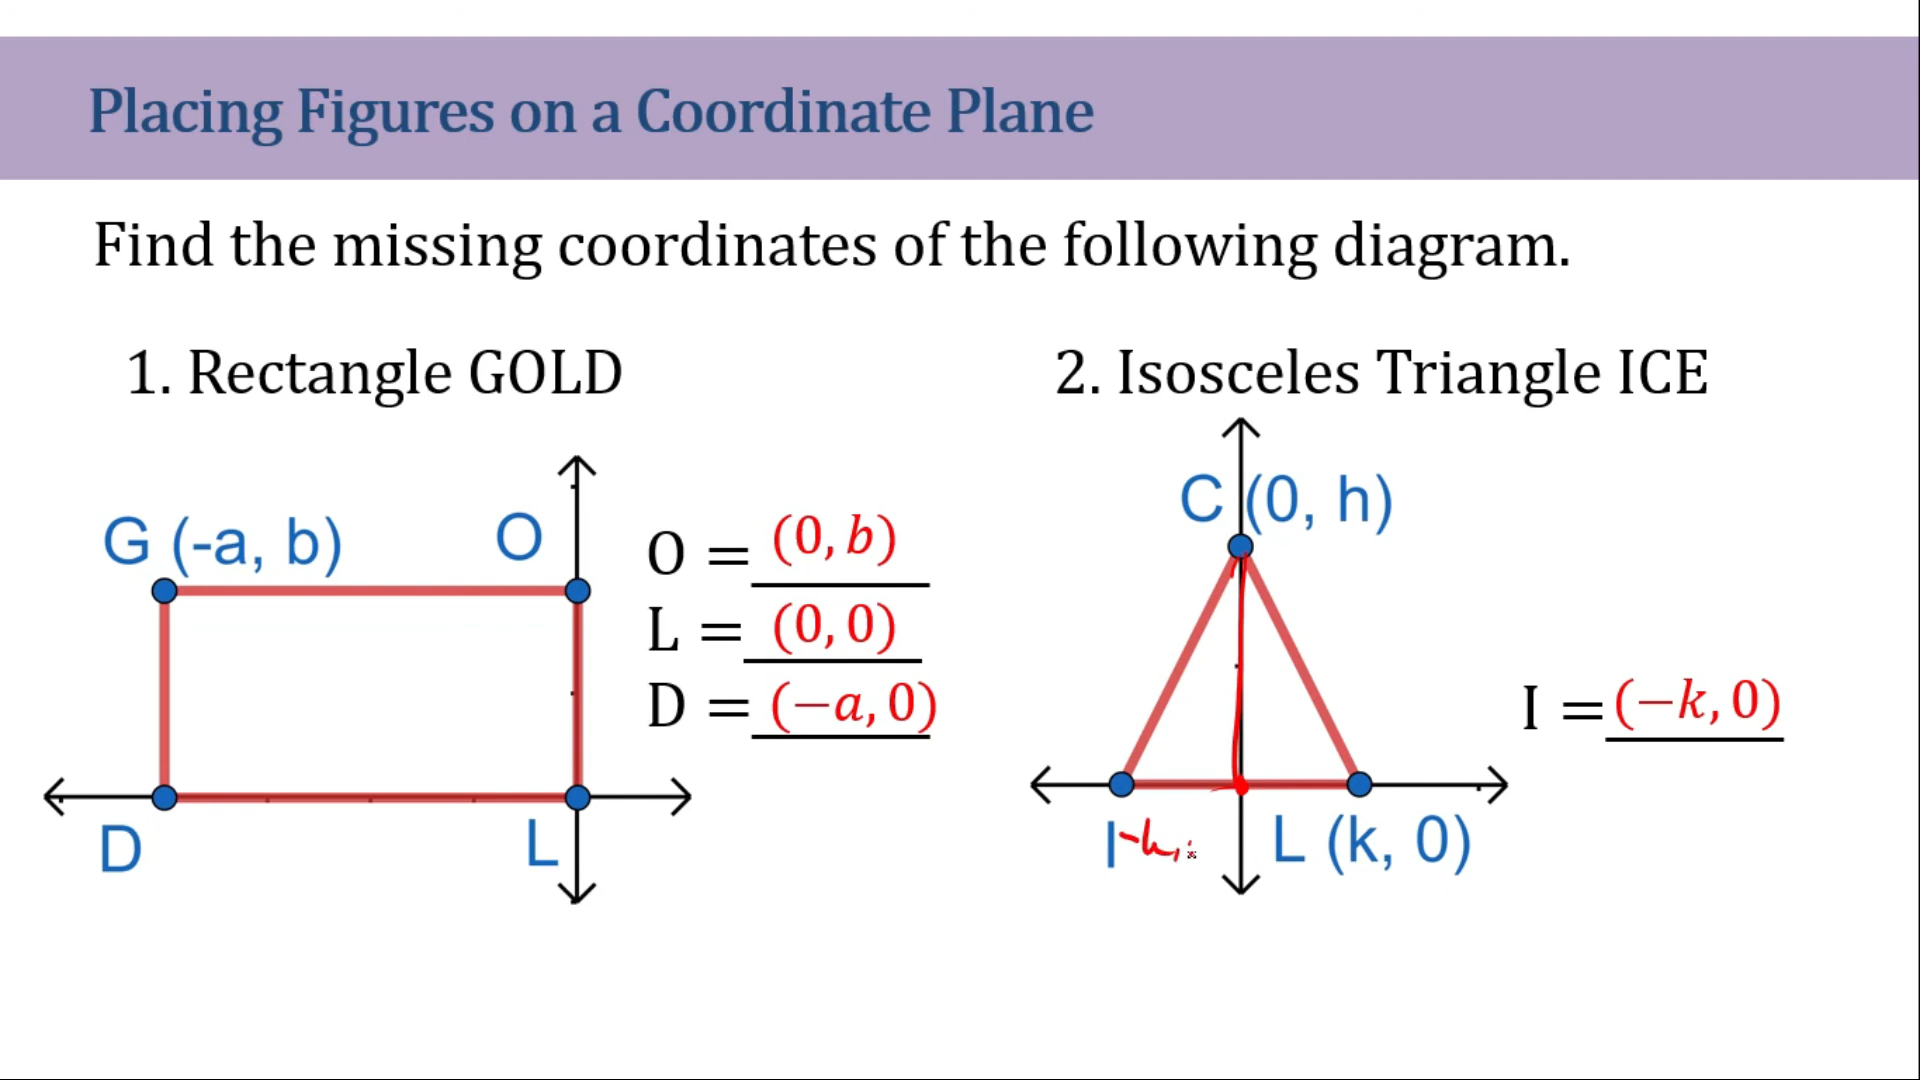 Placing Figures on a Coordinate Plane
Find the missing coordinates of the following diagram.
1. Rectangle GOLD
G (-a, b)
O
D
L
O = (0, b)
L = (0, 0)
D = (−a, 0)
2. Isosceles Triangle ICE
C (0, h)
I -k,
L (k, 0)
I = (−k, 0)